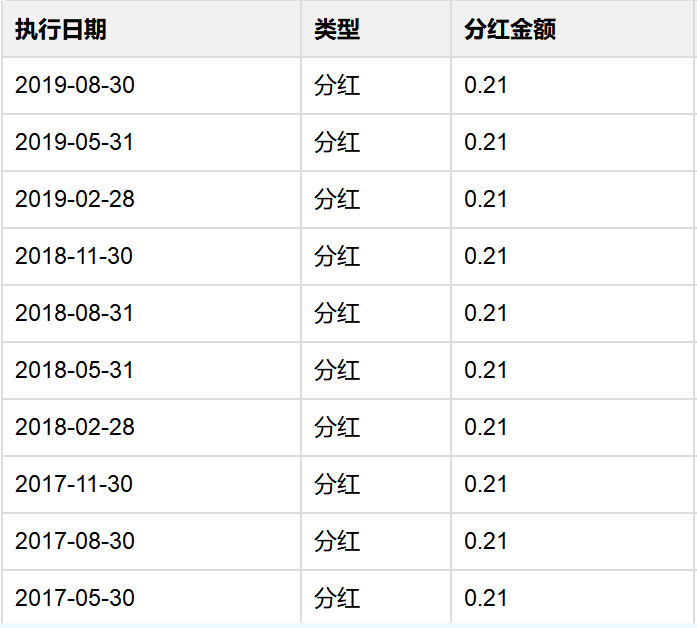 执行日期 类型 分红金额
2019-08-30 分红 0.21
2019-05-31 分红 0.21
2019-02-28 分红 0.21
2018-11-30 分红 0.21
2018-08-31 分红 0.21
2018-05-31 分红 0.21
2018-02-28 分红 0.21
2017-11-30 分红 0.21
2017-08-30 分红 0.21
2017-05-30 分红 0.21